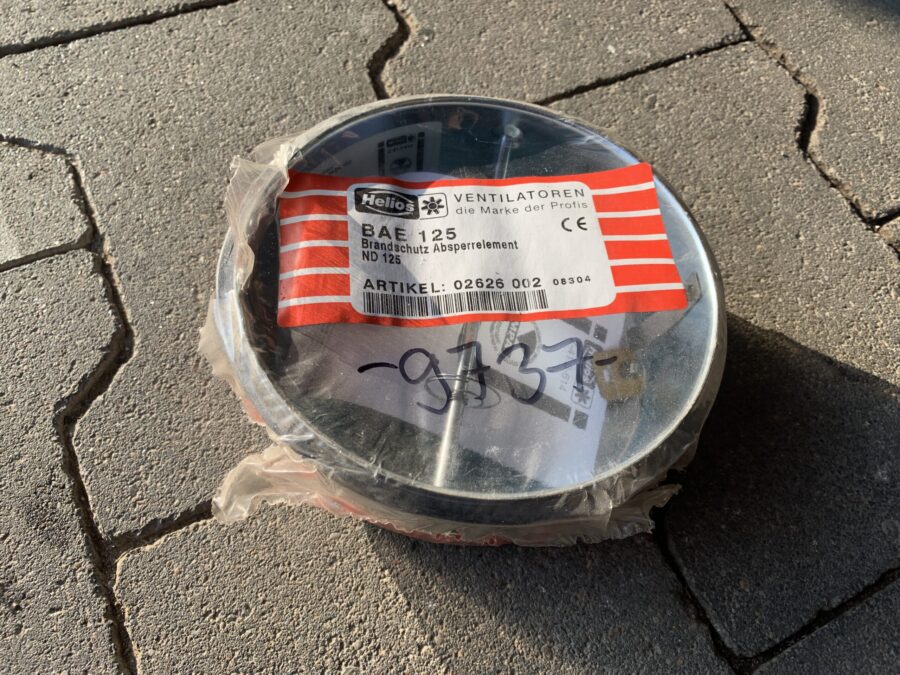 Helios
VENTILATOREN
die Marke der Profis
BAE 125
CE
Brandschutz Absperrelement
ND 125
ARTIKEL: 02626 002 08304
-9737-